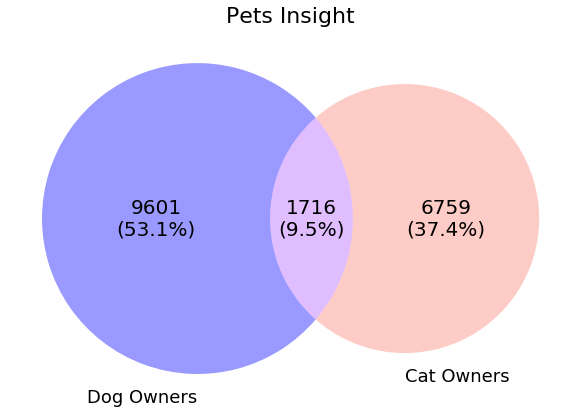 Pets Insight
9601
(53.1%)
1716
(9.5%)
6759
(37.4%)
Cat Owners
Dog Owners